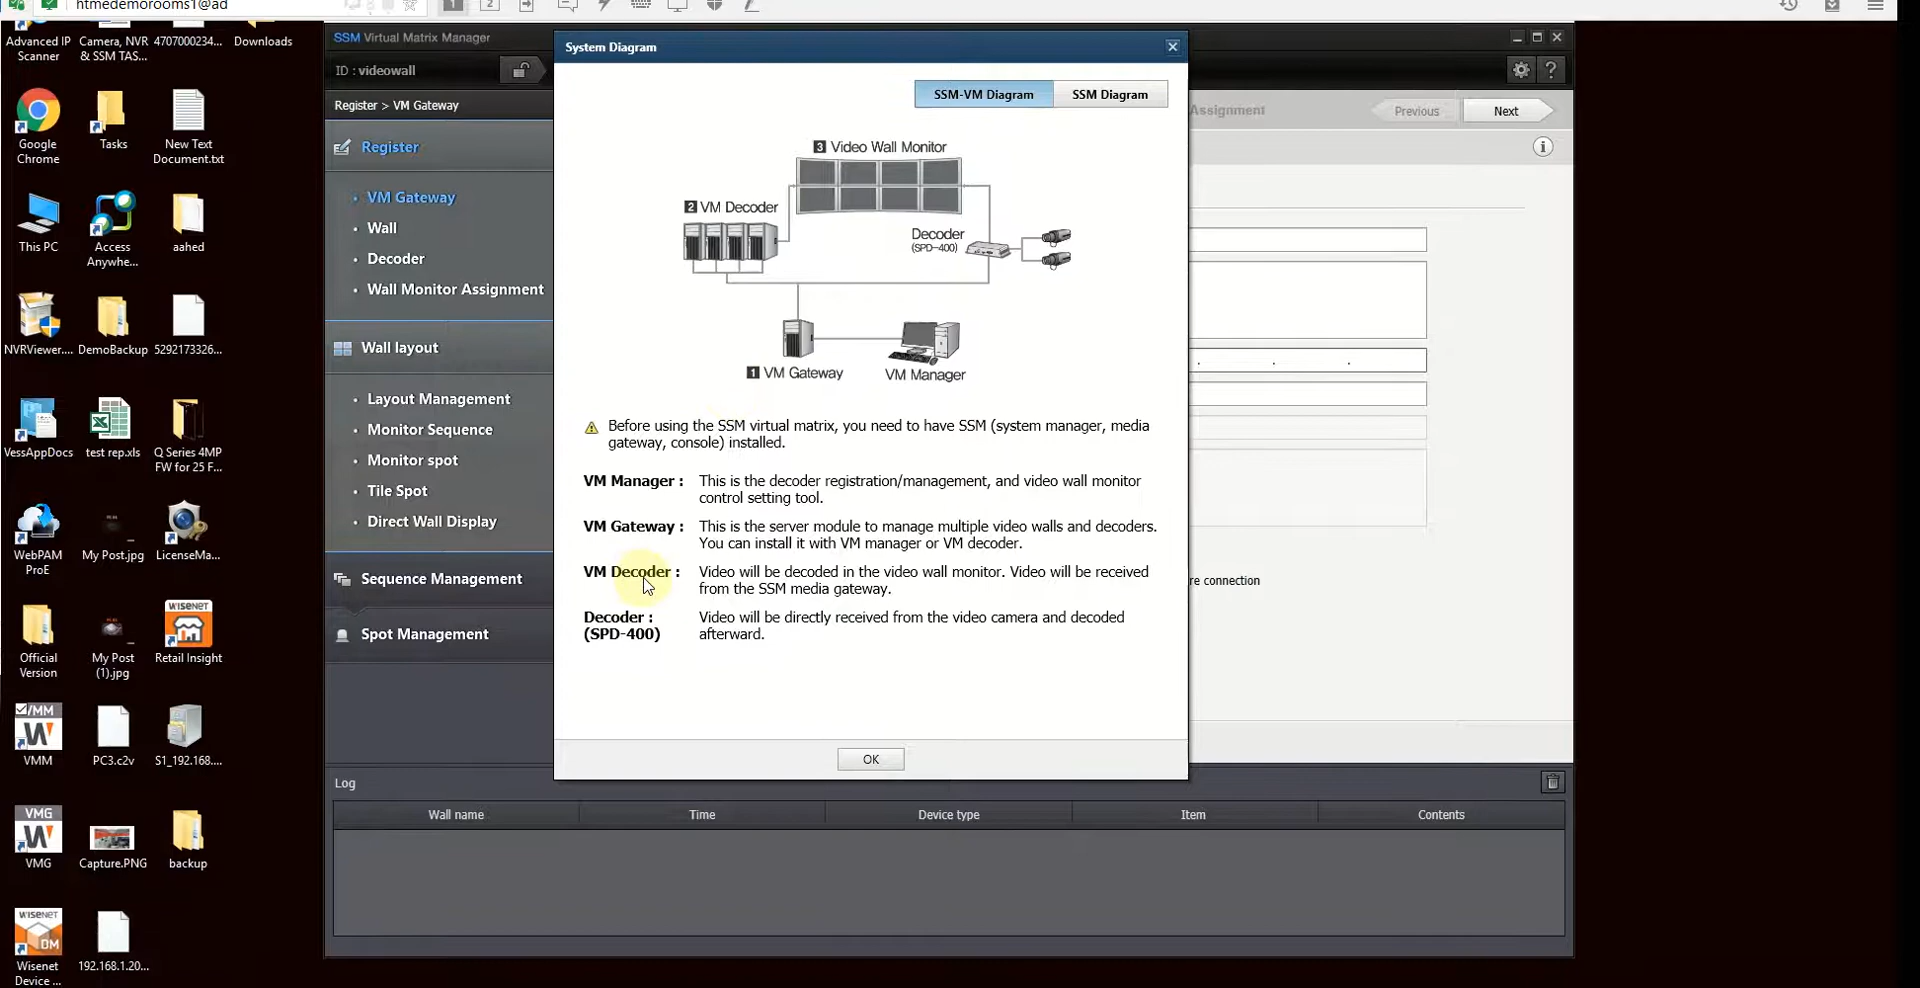 htmedemorooms1@ad
1
2
Advanced IP
Scanner
Camera, NVR
& SSM TAS...
4707000234...
Downloads
Google
Chrome
Tasks
New Text
Document.txt
This PC
Access
Anywhe...
aahed
NVRViewer....
DemoBackup
5292173326...
VessAppDocs
test rep.xls
Q Series 4MP
FW for 25 F...
WebPAM
ProE
My Post.jpg
LicenseMa...
Official
Version
My Post
(1).jpg
WISENET
Retail Insight
/MM
VMM
PC3.c2v
S1_192.168....
VMG
VMG
Capture.PNG
backup
WISENET
DM
Wisenet
Device ...
192.168.1.20...
SSM Virtual Matrix Manager
ID : videowall
?
Register > VM Gateway
Assignment
Previous
Next
i
Register
VM Gateway
Wall
Decoder
Wall Monitor Assignment
Wall layout
Layout Management
Monitor Sequence
Monitor spot
Tile Spot
Direct Wall Display
Sequence Management
Spot Management
System Diagram
SSM-VM Diagram
SSM Diagram
3 Video Wall Monitor
2 VM Decoder
Decoder
(SPD-400)
1 VM Gateway
VM Manager
Before using the SSM virtual matrix, you need to have SSM (system manager, media
gateway, console) installed.
VM Manager : This is the decoder registration/management, and video wall monitor
control setting tool.
VM Gateway : This is the server module to manage multiple video walls and decoders.
You can install it with VM manager or VM decoder.
VM Decoder : Video will be decoded in the video wall monitor. Video will be received
from the SSM media gateway.
Decoder : Video will be directly received from the video camera and decoded
(SPD-400) afterward.
OK
re connection
Log
Wall name
Time
Device type
Item
Contents